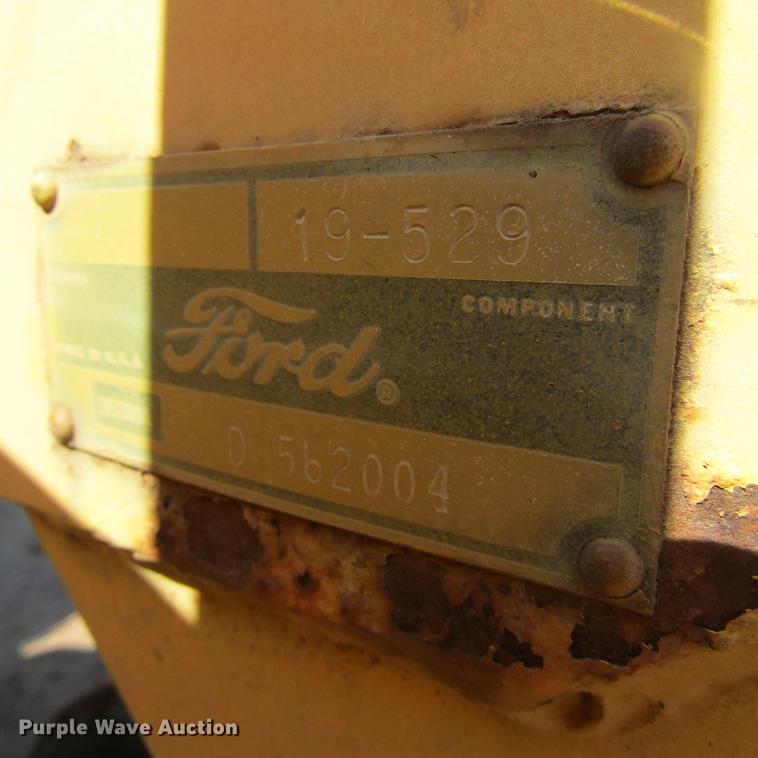 19-529
COMPONENT
Ford®
D 562004
Purple Wave Auction